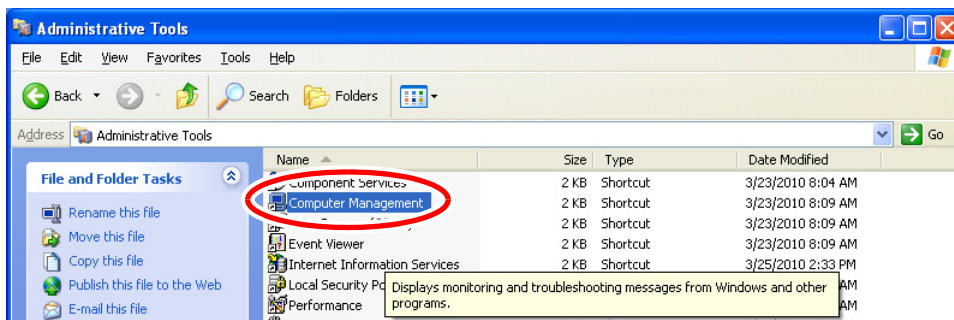 Administrative Tools
File Edit View Favorites Tools Help
Back Search Folders
Address Administrative Tools Go
Name Size Type Date Modified
File and Folder Tasks
Rename this file
Move this file
Copy this file
Publish this file to the Web
E-mail this file
Component Services 2 KB Shortcut 3/23/2010 8:04 AM
Computer Management 2 KB Shortcut 3/23/2010 8:09 AM
2 KB Shortcut 3/23/2010 8:09 AM
Event Viewer 2 KB Shortcut 3/23/2010 8:09 AM
Internet Information Services 2 KB Shortcut 3/25/2010 2:33 PM
Local Security Po AM
Performance AM
Displays monitoring and troubleshooting messages from Windows and other
programs.